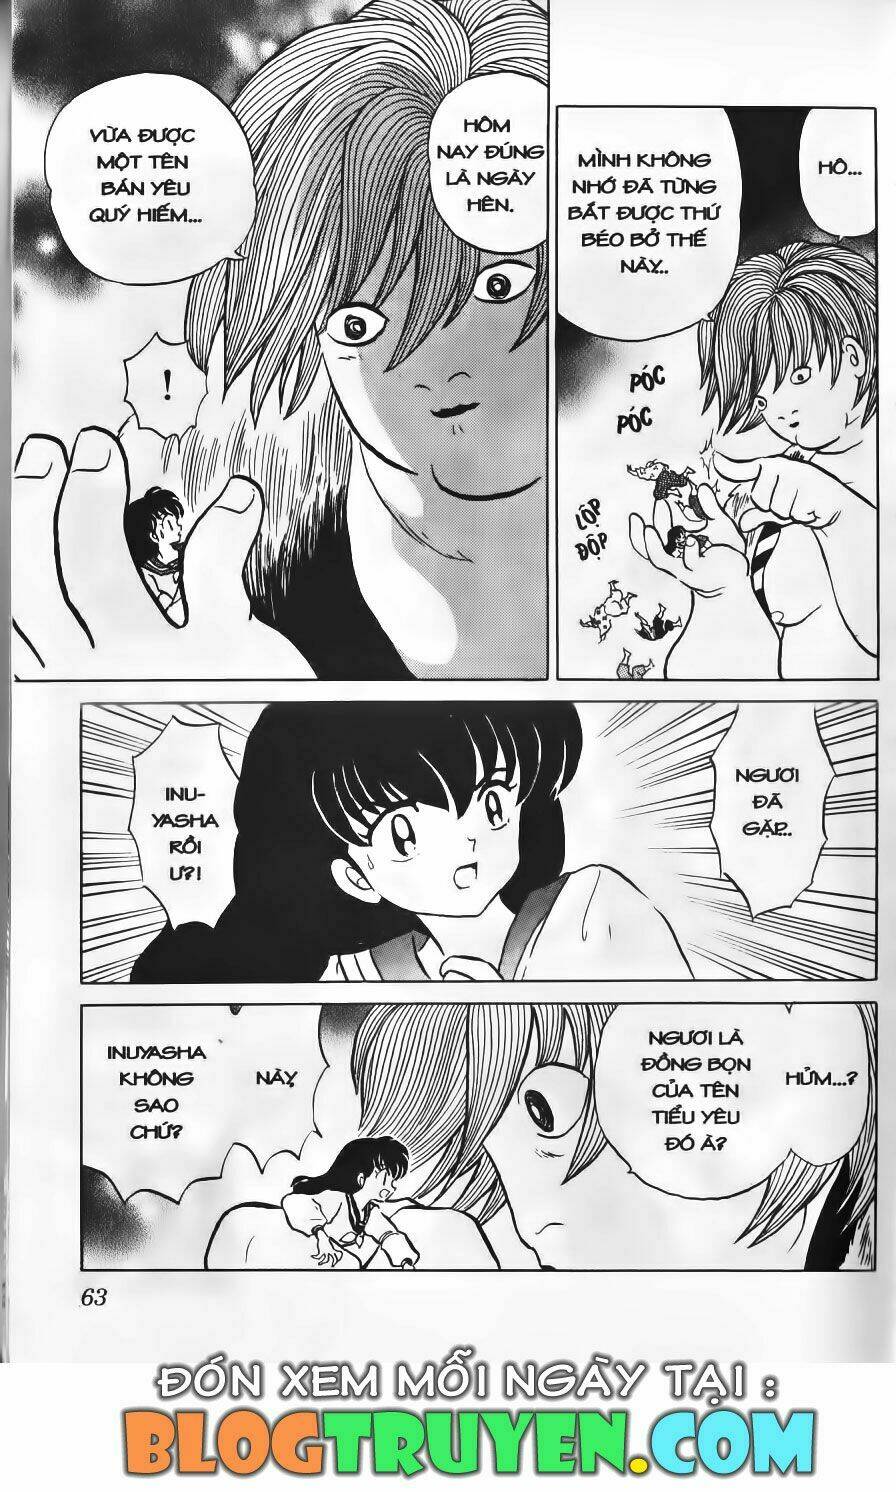 HÔ...
MÌNH KHÔNG
NHỚ ĐÃ TỪNG
BẮT ĐƯỢC THỨ
BÉO BỞ THẾ
NÀY...
PÓC
PÓC
LỘP
ĐỘP
HÔM
NAY ĐÚNG
LÀ NGÀY
HÊN.
VỪA ĐƯỢC
MỘT TÊN
BÁN YÊU
QUÝ HIẾM...
!
NGƯƠI
ĐÃ
GẶP...
INU-
YASHA
RỒI
Ư?!
HỬM...?
NGƯƠI LÀ
ĐỒNG BỌN
CỦA TÊN
TIỂU YÊU
ĐÓ À?
NÀY,
INUYASHA
KHÔNG
SAO
CHỨ?
63
ĐÓN XEM MỖI NGÀY TẠI :
BLOGTRUYEN.COM